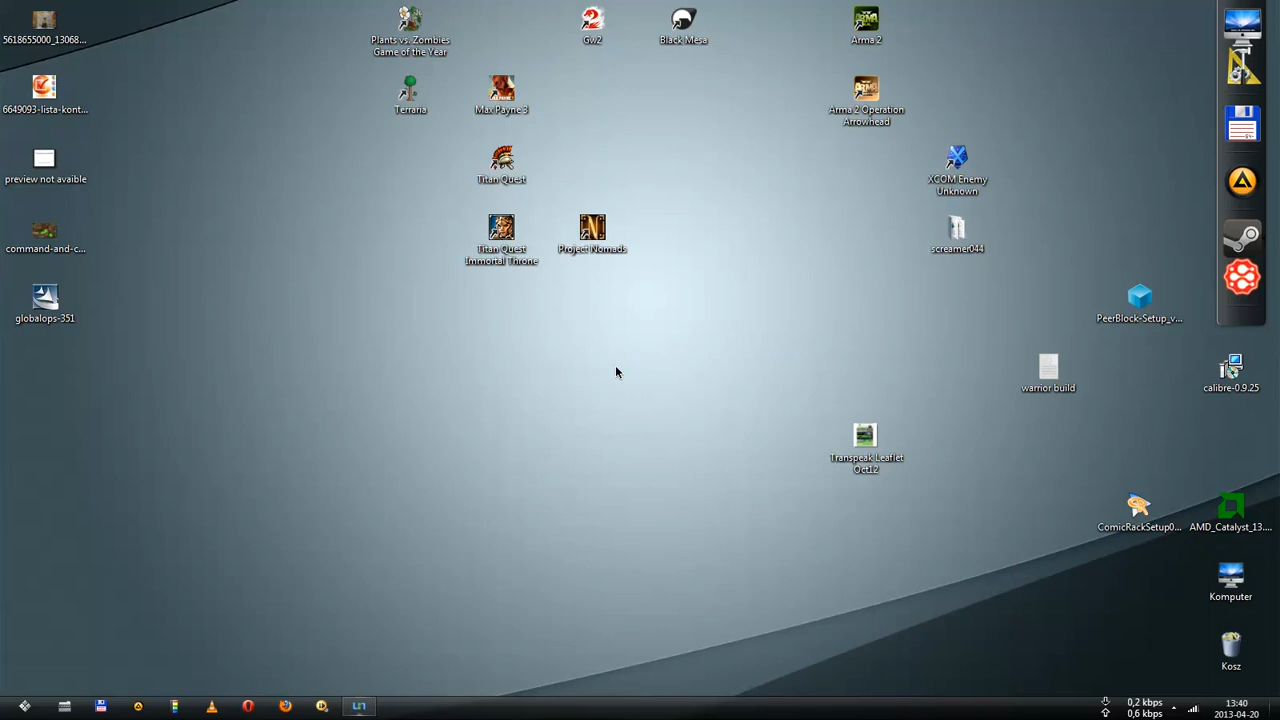 5618655000_13068...
Plants vs. Zombies
Game of the Year
Gw2
Black Mesa
Arma 2
6649093-lista-kont...
Terraria
Max Payne 3
Arma 2 Operation
Arrowhead
preview not avaible
Titan Quest
XCOM Enemy
Unknown
command-and-c...
Titan Quest
Immortal Throne
Project Nomads
screamer044
globalops-351
PeerBlock-Setup_v...
warrior build
calibre-0.9.25
Transpeak Leaflet
Oct12
ComicRackSetup0...
AMD_Catalyst_13....
Komputer
Kosz
0,2 kbps
0,6 kbps
13:40
2013-04-20